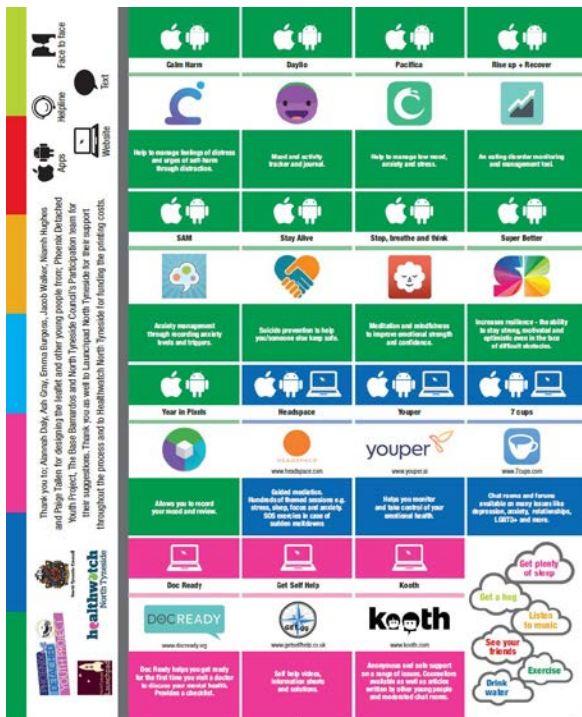 Calm Harm
Daylio
Pacifica
Rise up + Recover
Help to manage feelings of distress
and urges of self-harm
through distraction.
Mood and activity
tracker and journal.
Help to manage low mood,
anxiety and stress.
An eating disorder monitoring
and management tool.
SAM
Stay Alive
Stop, breathe and think
Super Better
SB
Anxiety management
through recording anxiety
levels and triggers.
Suicide prevention to help
you/someone else keep safe.
Meditation and mindfulness
to improve emotional strength
and confidence.
Increases resilience - the ability
to stay strong, motivated and
optimistic even in the face
of difficult obstacles.
Year in Pixels
Headspace
Youper
7 cups
HEADSPACE
www.headspace.com
youper
www.youper.ai
www.7cups.com
Allows you to record
your mood and review.
Guided mediation.
Hundreds of themed sessions e.g.
stress, sleep, focus and anxiety.
SOS exercises in case of
sudden meltdowns
Helps you monitor
and take control of your
emotional health.
Chat rooms and forums
available on many issues like
depression, anxiety, relationships,
LGBTQ+ and more.
Doc Ready
Get Self Help
Kooth
DOCREADY
www.docready.org
GET.gg
www.getselfhelp.co.uk
kooth
www.kooth.com
Doc Ready helps you get ready
for the first time you visit a doctor
to discuss your mental health.
Provides a checklist.
Self help videos,
information sheets
and solutions.
Anonymous and safe support
on a range of issues. Counsellors
available as well as articles
written by other young people
and moderated chat rooms.
Get plenty
of sleep
Get a hug
Listen
to music
See your
friends
Exercise
Drink
water
Face to face
Helpline
Text
Apps
Website
Thank you to; Alannah Daly, Ash Gray, Emma Burgess, Jacob Walker, Niamh Hughes
and Paige Tallen for designing the leaflet and other young people from; Phoenix Detached
Youth Project, The Base Barnardos and North Tyneside Council's Participation team for
their suggestions. Thank you as well to Launchpad North Tyneside for their support
throughout the process and to Healthwatch North Tyneside for funding the printing costs.
North Tyneside Council
healthwatch
North Tyneside
PHOENIX
DETACHED
YOUTH PROJECT
Launchpad